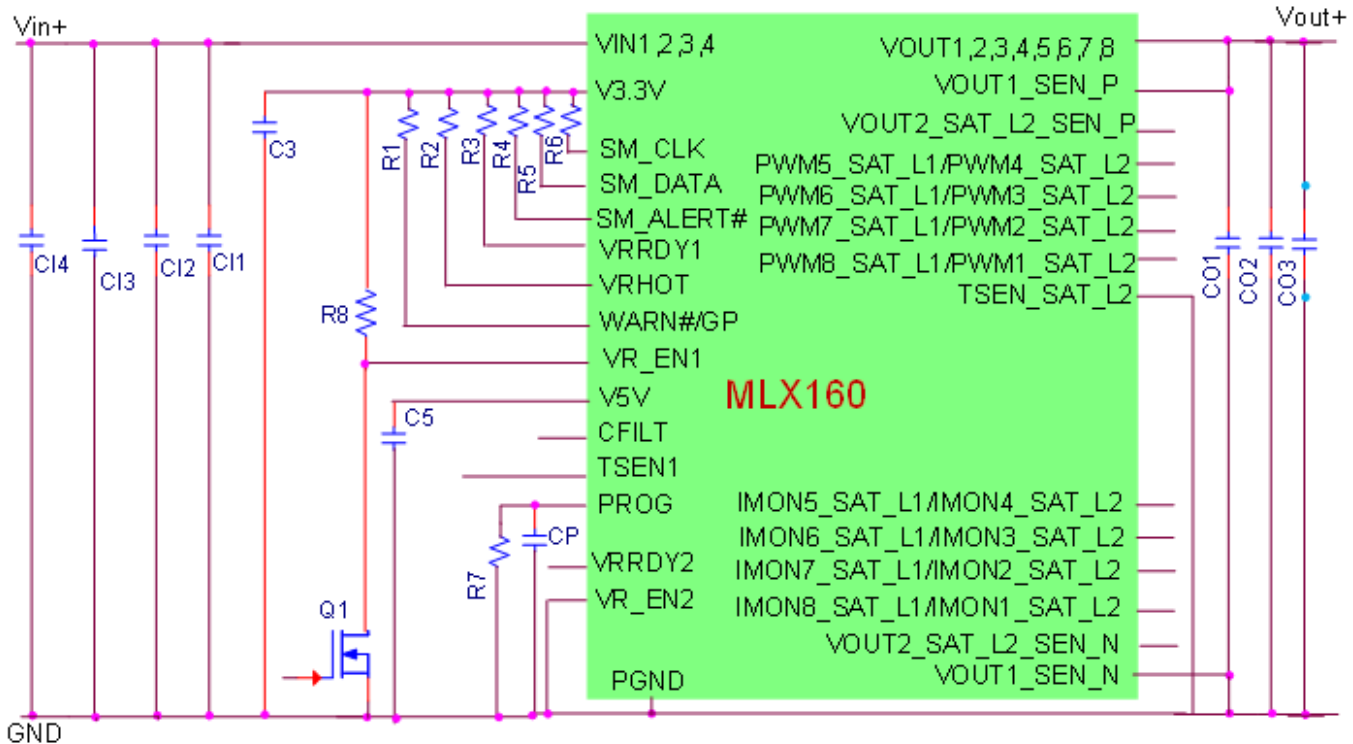 Vin+
Vout+
VIN1,2,3,4
VOUT1,2,3,4,5,6,7,8
V3.3V
VOUT1_SEN_P
VOUT2_SAT_L2_SEN_P
C3
R1
R2
R3
R4
R5
R6
SM_CLK
PWM5_SAT_L1/PWM4_SAT_L2
SM_DATA
PWM6_SAT_L1/PWM3_SAT_L2
SM_ALERT#
PWM7_SAT_L1/PWM2_SAT_L2
VRRDY1
PWM8_SAT_L1/PWM1_SAT_L2
CI4
CI3
CI2
CI1
CO1
CO2
CO3
VRHOT
TSEN_SAT_L2
R8
WARN#/GP
VR_EN1
V5V
MLX160
C5
CFILT
TSEN1
PROG
IMON5_SAT_L1/IMON4_SAT_L2
CP
IMON6_SAT_L1/IMON3_SAT_L2
R7
VRRDY2
IMON7_SAT_L1/IMON2_SAT_L2
VR_EN2
IMON8_SAT_L1/IMON1_SAT_L2
Q1
VOUT2_SAT_L2_SEN_N
PGND
VOUT1_SEN_N
GND